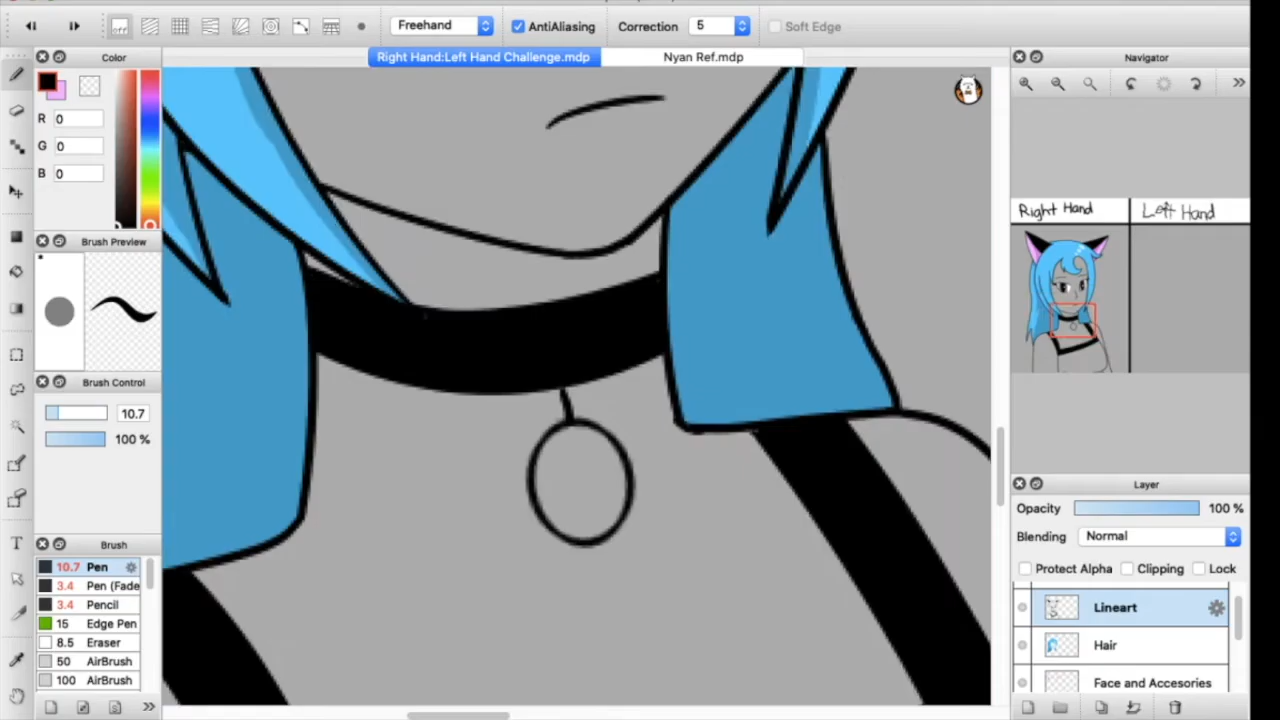 Freehand
AntiAliasing
Correction
5
Soft Edge
Right Hand:Left Hand Challenge.mdp
Nyan Ref.mdp
Color
Navigator
R 0
G 0
B 0
Brush Preview
Right Hand
Left Hand
Brush Control
10.7
100 %
Layer
Opacity 100 %
Blending Normal
Protect Alpha
Clipping
Lock
Brush
10.7 Pen
3.4 Pen (Fade
3.4 Pencil
15 Edge Pen
8.5 Eraser
50 AirBrush
100 AirBrush
Lineart
Hair
Face and Accesories